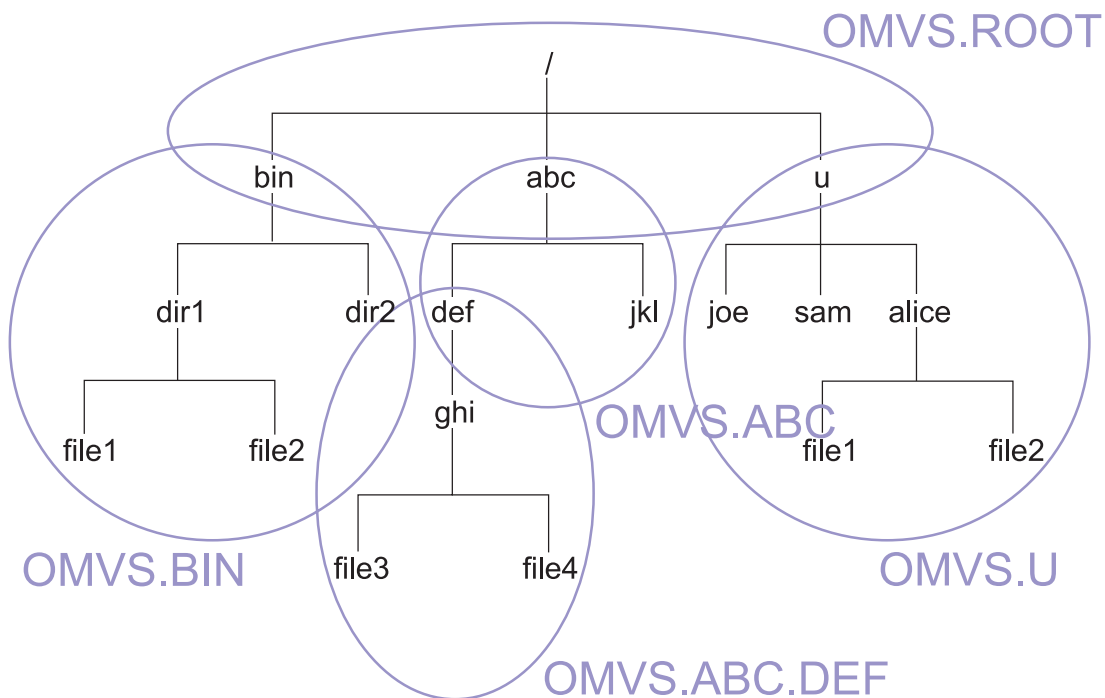 OMVS.ROOT
/
bin abc u
dir1 dir2 def jkl joe sam alice
ghi OMVS.ABC
file1 file2 file1 file2
file3 file4
OMVS.BIN OMVS.U
OMVS.ABC.DEF